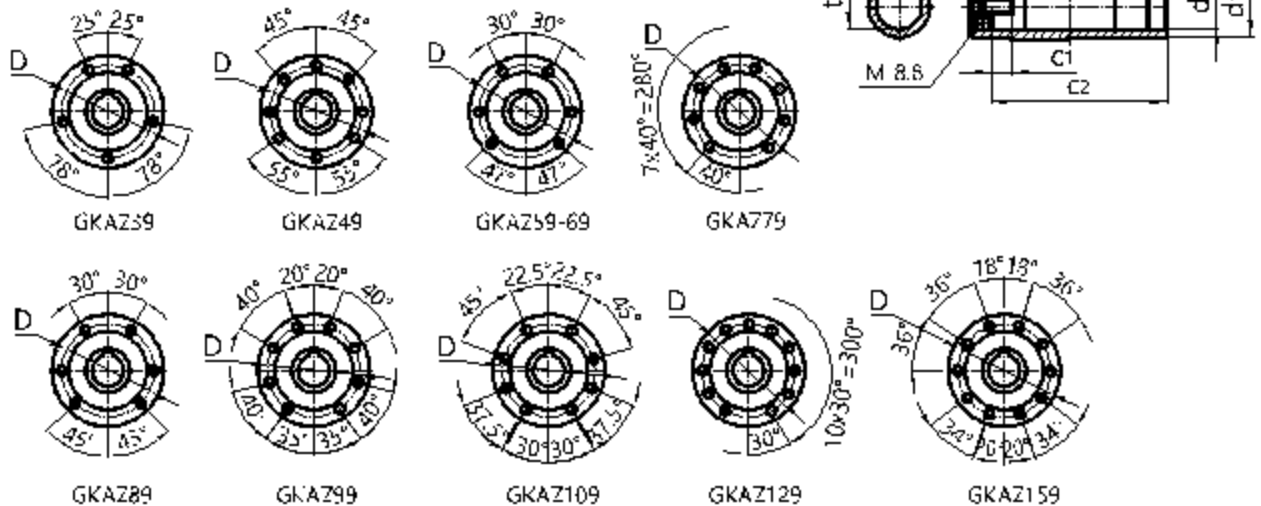 25° 25°
D
78° 78°
GKAZ39
45° 45°
D
55° 55°
GKAZ49
30° 30°
D
47° 47°
GKAZ59-69
D
7x40°=280°
40°
GKAZ79
t
d
d
M 8.8
C1
C2
30° 30°
D
45° 45°
GKAZ89
20° 20°
40° 40°
D
40° 40°
35° 35°
GKAZ99
22.5° 22.5°
45° 45°
D
37.5° 37.5°
30° 30°
GKAZ109
D
10x30°=300°
30°
GKAZ129
18° 18°
36° 36°
D
36°
34° 34°
20° 20°
GKAZ159